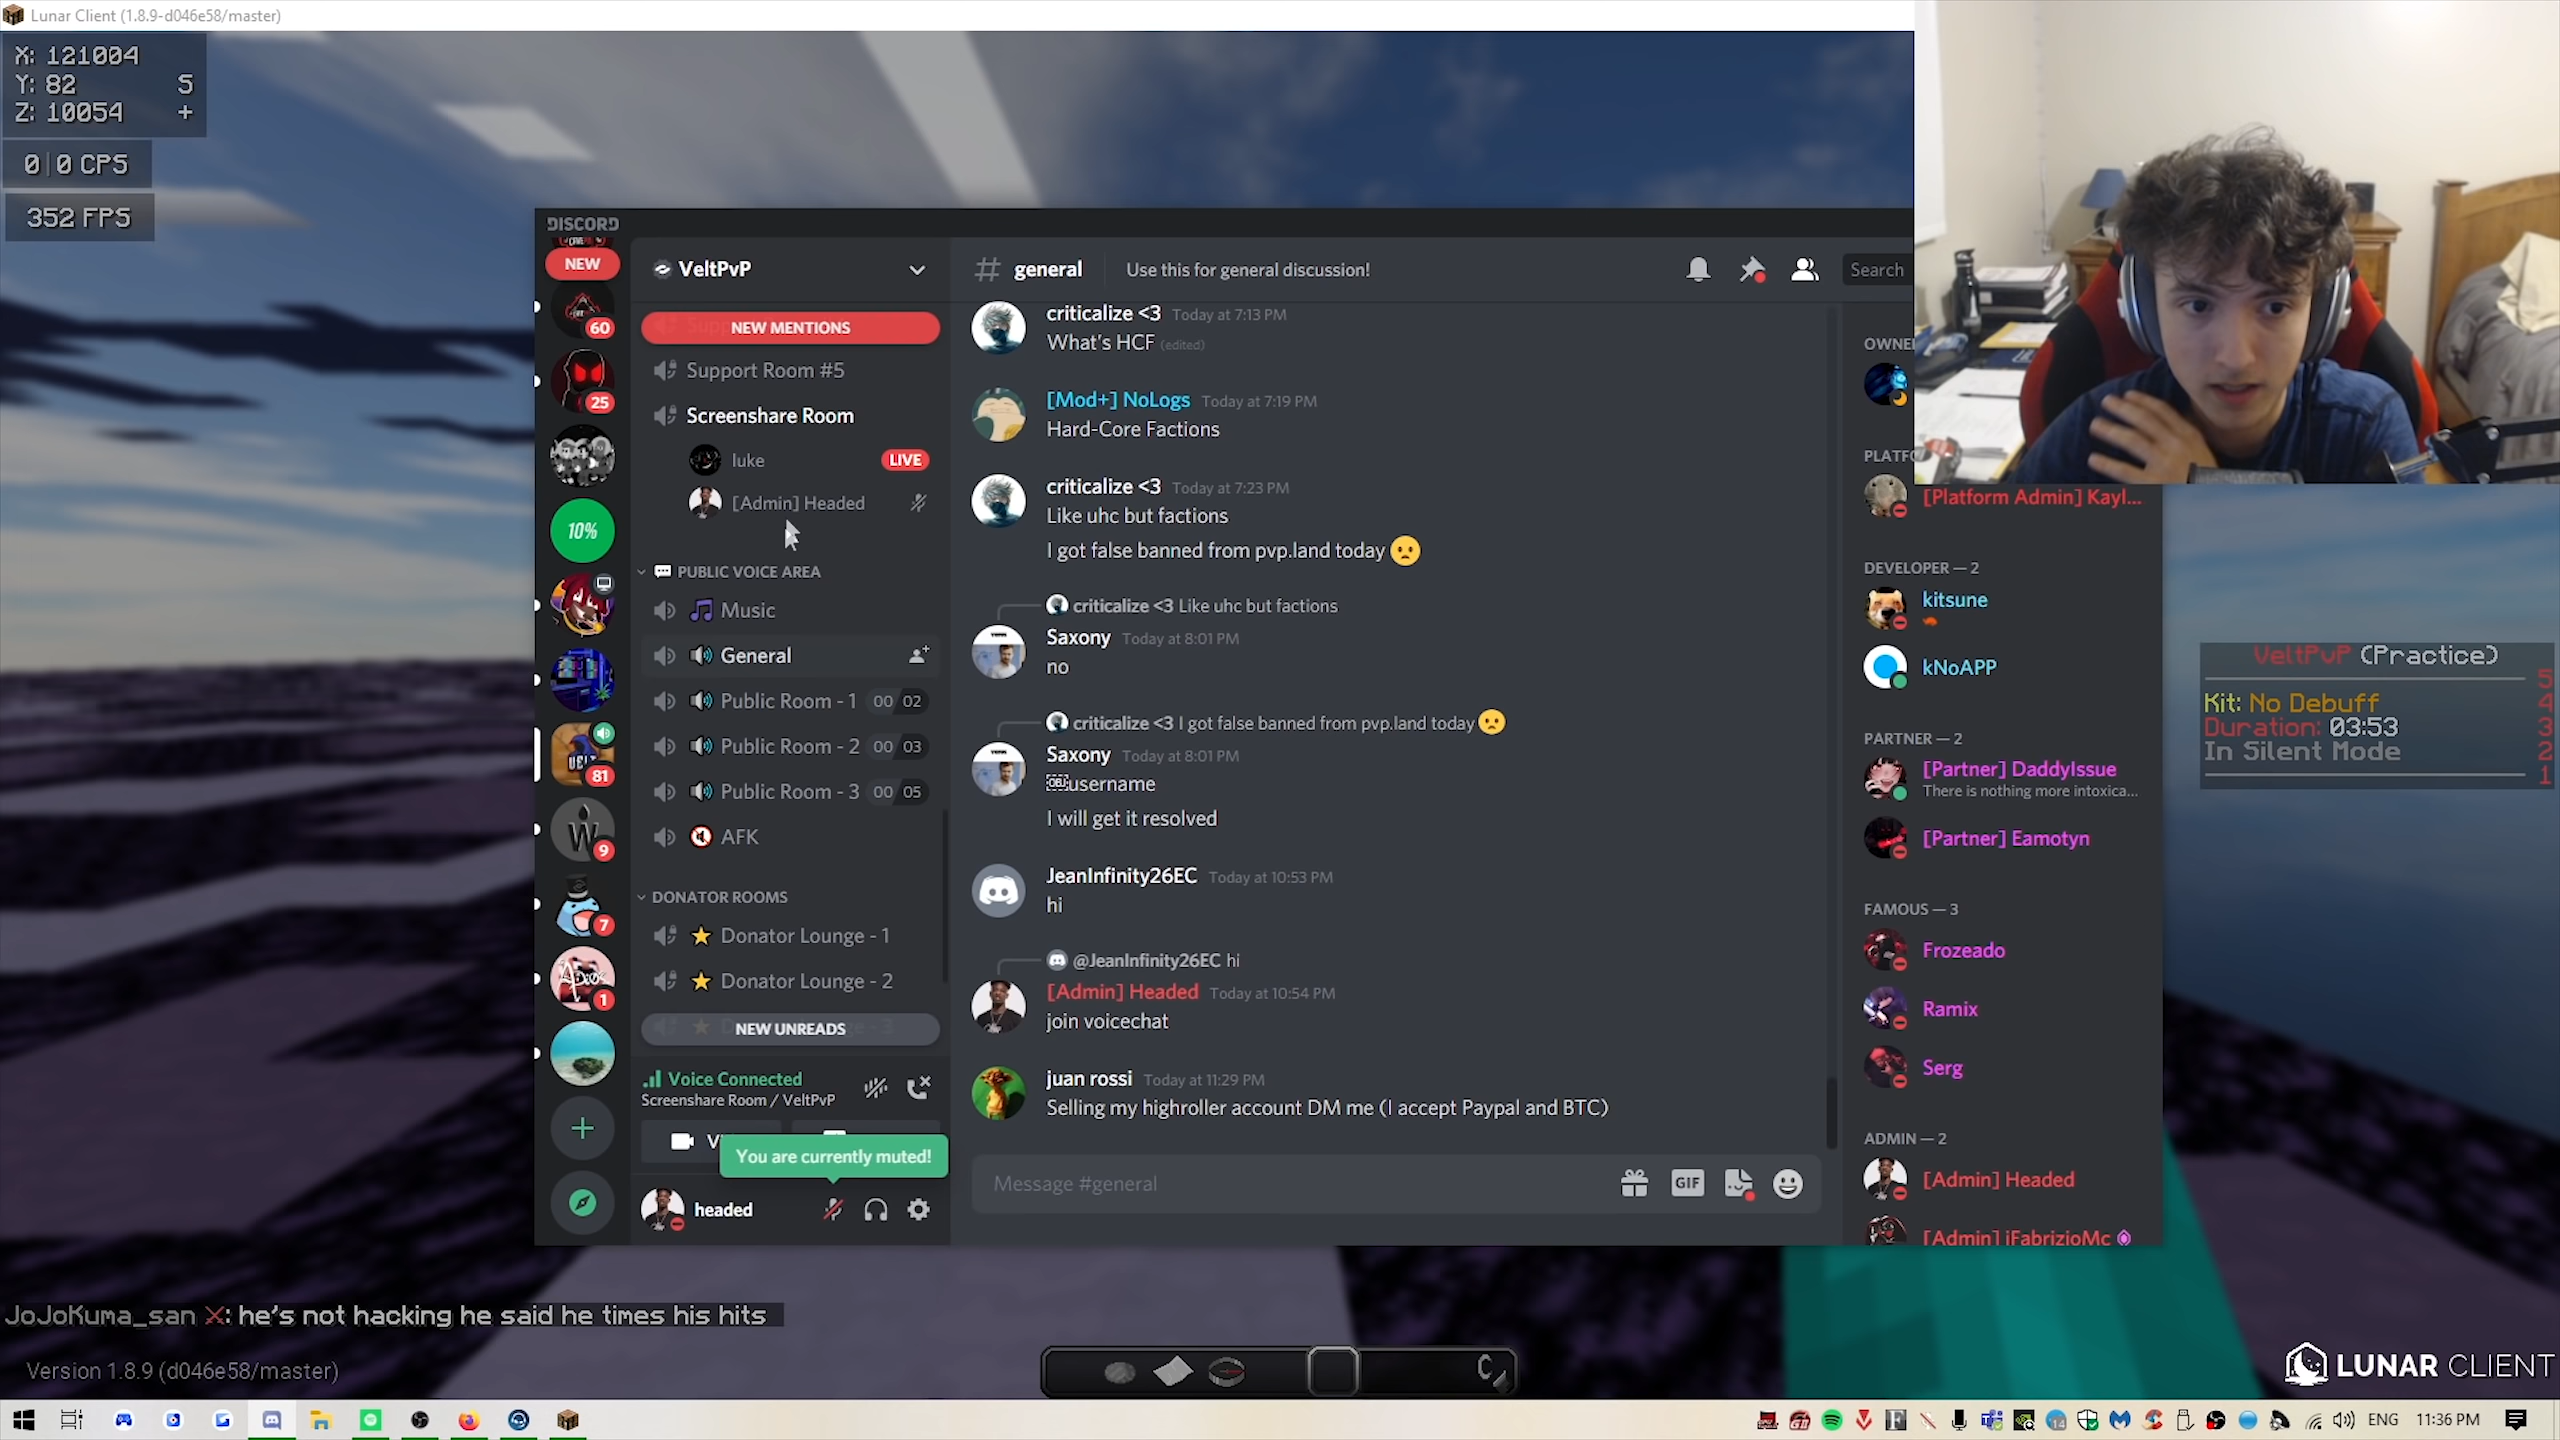 Lunar Client (1.8.9-d046e58/master)
X: 121004
Y: 82 S
Z: 10054 +
0|0 CPS
352 FPS
DISCORD
NEW
60
25
10%
81
W
9
7
1
VeltPvP
NEW MENTIONS
Support Room #5
Screenshare Room
luke LIVE
[Admin] Headed
PUBLIC VOICE AREA
Music
General
Public Room - 1 00 02
Public Room - 2 00 03
Public Room - 3 00 05
AFK
DONATOR ROOMS
Donator Lounge - 1
Donator Lounge - 2
NEW UNREADS
Voice Connected
Screenshare Room / VeltPvP
You are currently muted!
headed
# general Use this for general discussion!
Search
criticalize <3 Today at 7:13 PM
What's HCF (edited)
[Mod+] NoLogs Today at 7:19 PM
Hard-Core Factions
criticalize <3 Today at 7:23 PM
Like uhc but factions
I got false banned from pvp.land today
criticalize <3 Like uhc but factions
Saxony Today at 8:01 PM
no
criticalize <3 I got false banned from pvp.land today
Saxony Today at 8:01 PM
username
I will get it resolved
JeanInfinity26EC Today at 10:53 PM
hi
@JeanInfinity26EC hi
[Admin] Headed Today at 10:54 PM
join voicechat
juan rossi Today at 11:29 PM
Selling my highroller account DM me (I accept Paypal and BTC)
Message #general
GIF
[Platform Admin] Kayl...
DEVELOPER — 2
kitsune
kNoAPP
PARTNER — 2
[Partner] DaddyIssue
There is nothing more intoxica...
[Partner] Eamotyn
FAMOUS — 3
Frozeado
Ramix
Serg
ADMIN — 2
[Admin] Headed
[Admin] iFabrizioMc
VeltPvP (Practice)
5
Kit: No Debuff 4
Duration: 03:53 3
In Silent Mode 2
1
JoJoKuma_san X: he's not hacking he said he times his hits
Version 1.8.9 (d046e58/master)
LUNAR CLIENT
ENG 11:36 PM